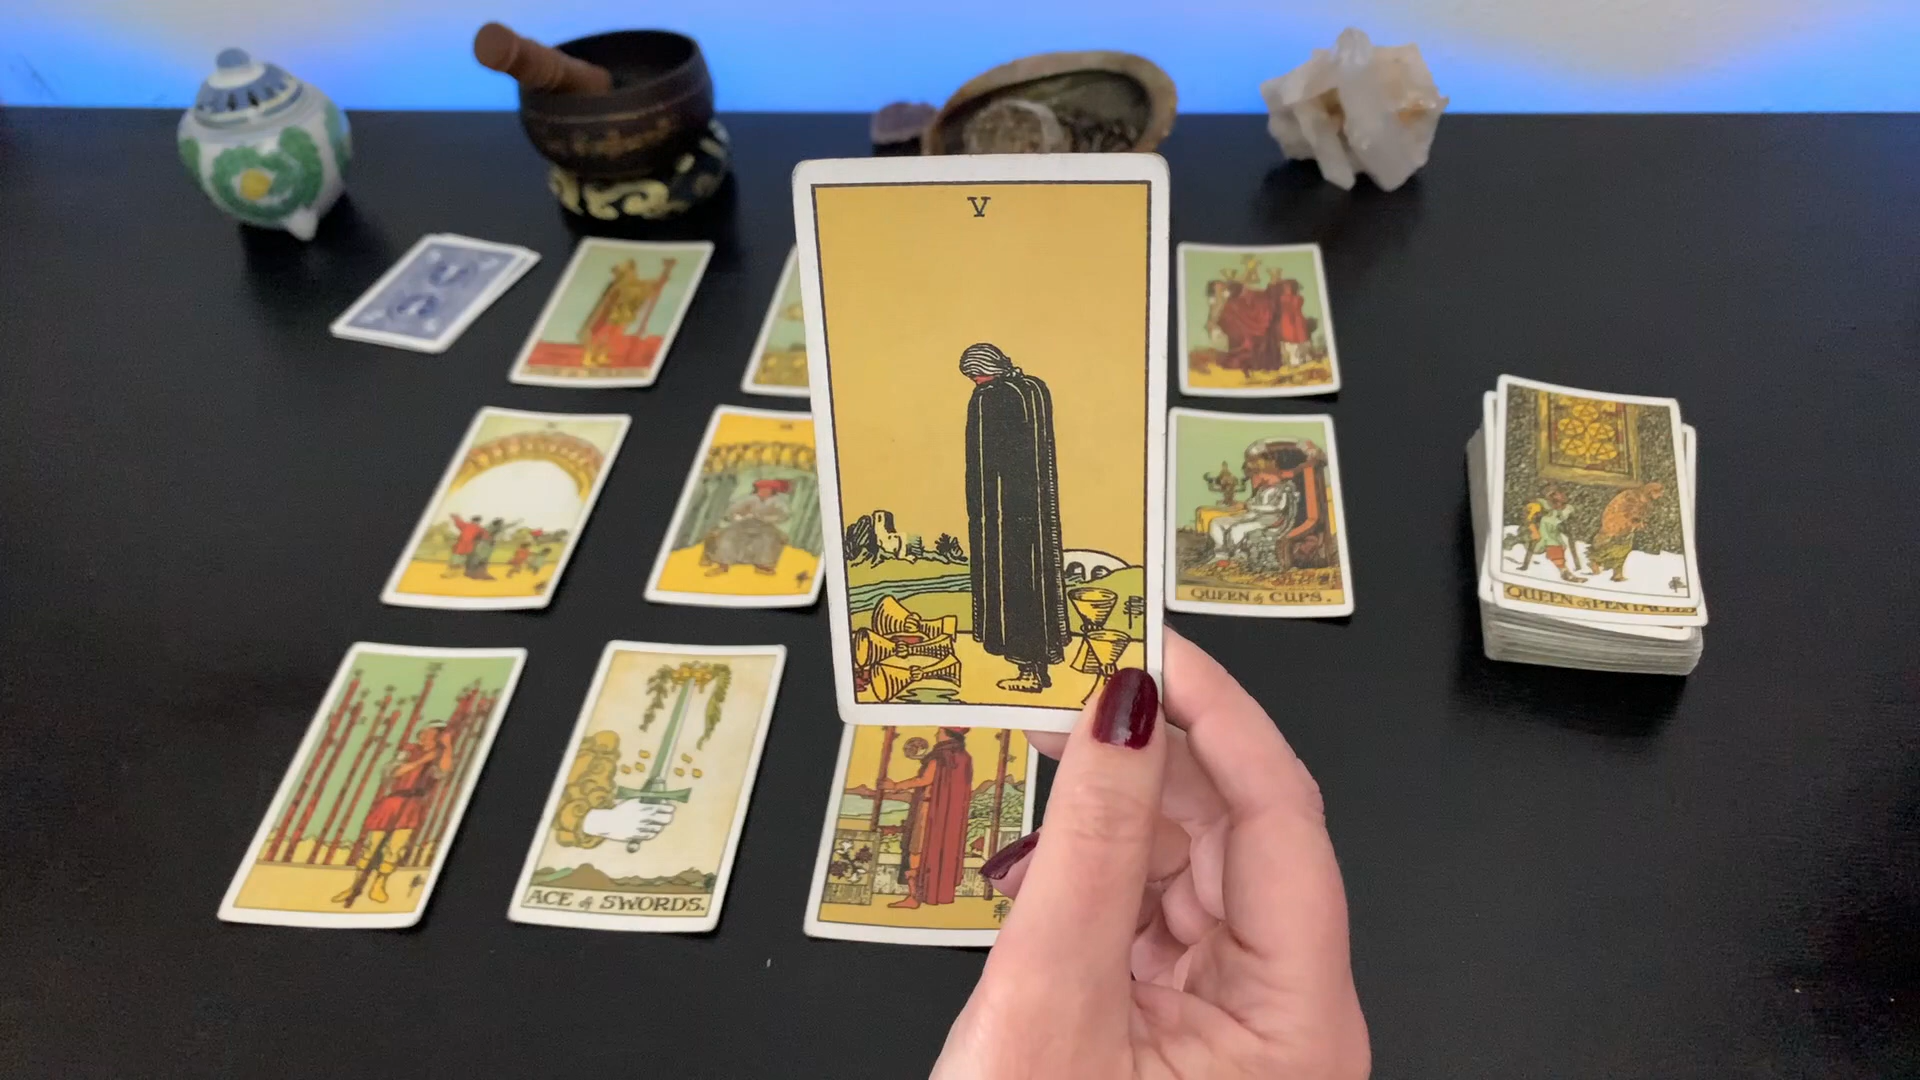 V
QUEEN of CUPS.
QUEEN of PENTACLES
ACE of SWORDS.